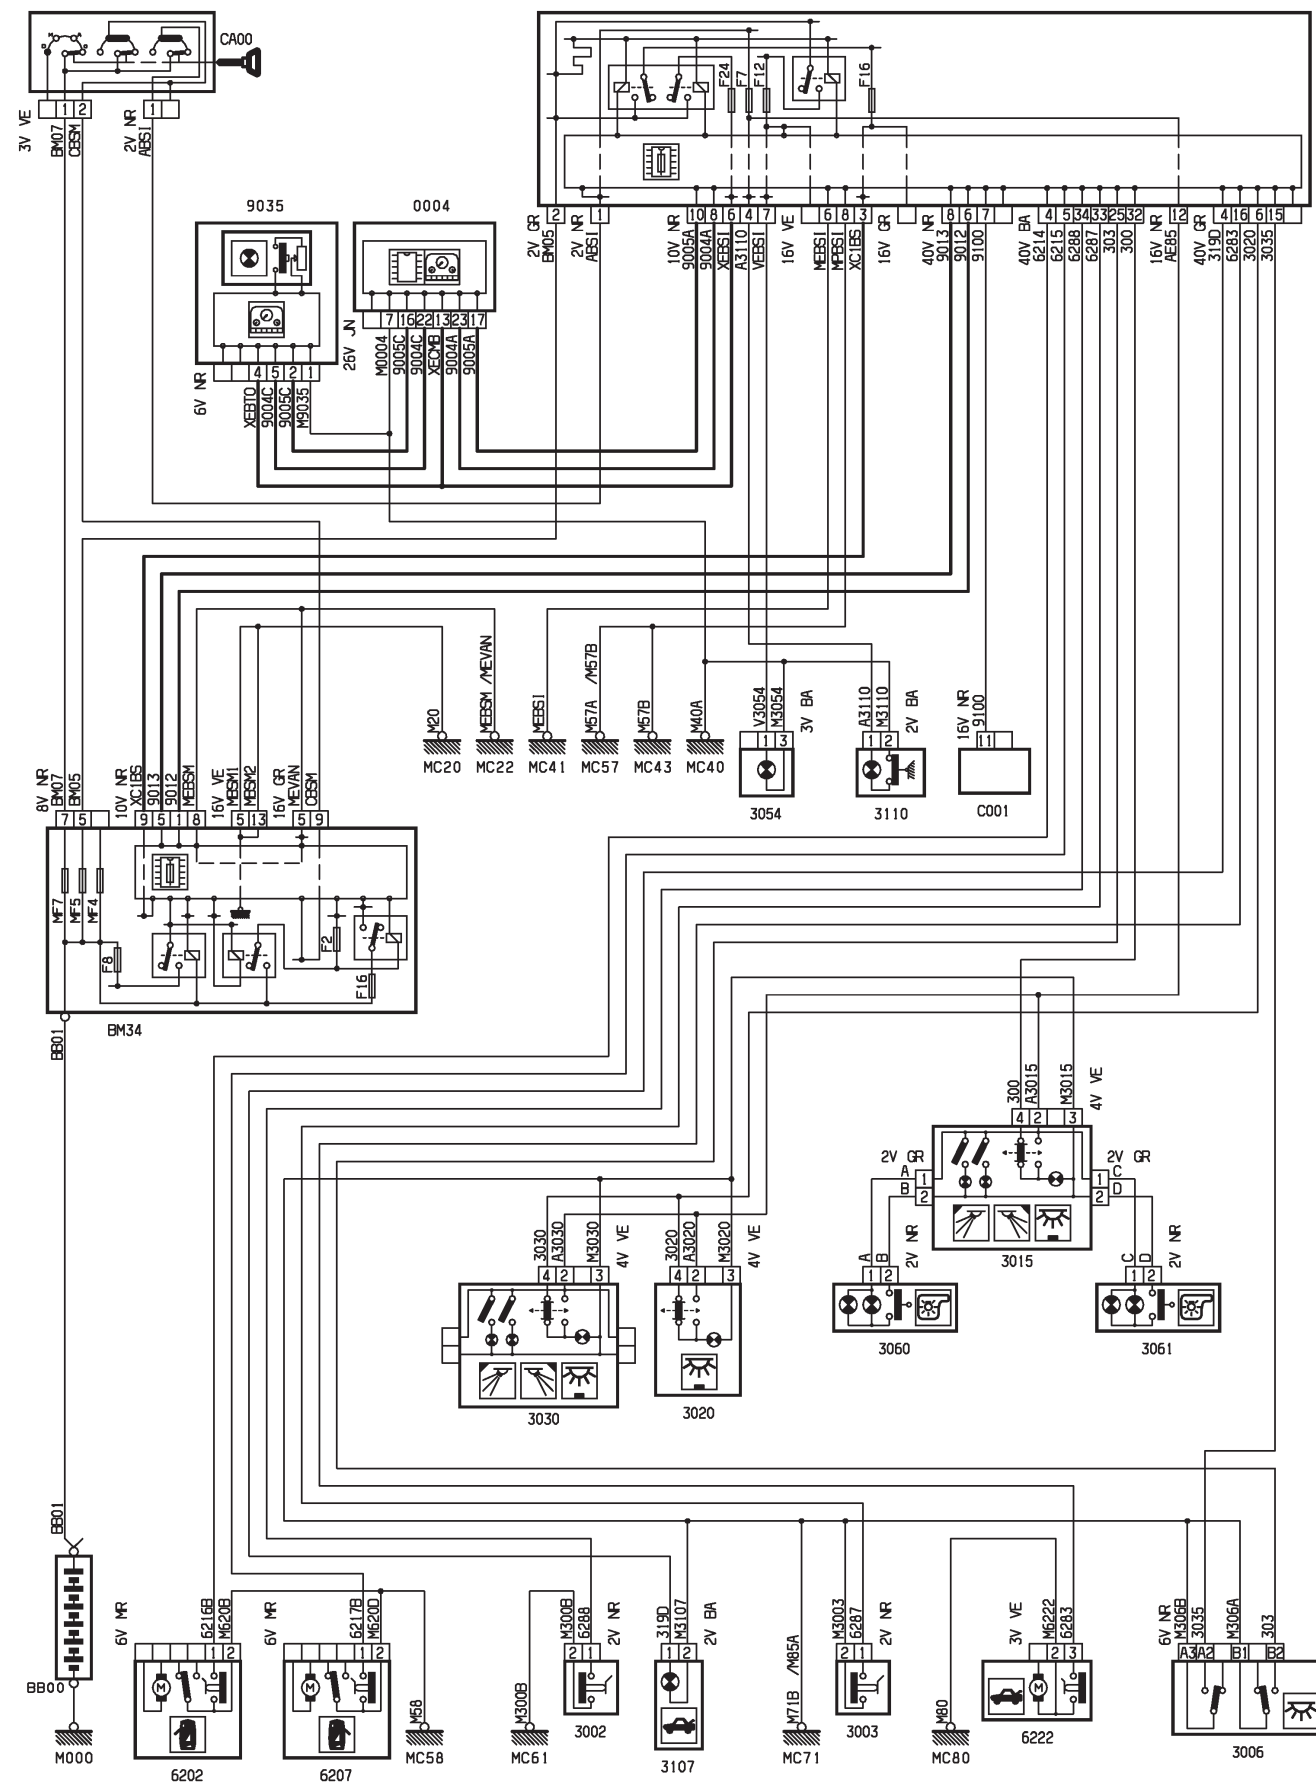 CA00
3V VE
1
2
BM07
CBSM
2V NR
1
ABSI
F24
F7
F12
F16
9035
0004
2V GR
2
BM05
2V NR
1
ABSI
10V NR
10
8
6
4
7
9005A
9004A
XEBSI
A3110
VEBSI
16V VE
6
8
3
MEBSI
MPBSI
XC1BS
16V GR
40V NR
8
6
7
9013
9012
9100
40V BA
4
5
34
33
25
32
6214
6215
6288
6287
303
300
16V NR
12
AE85
40V GR
4
16
6
15
319D
6283
3020
3035
6V NR
4
5
2
1
XEBTO
9004C
9005C
M9035
26V JN
7
16
22
13
23
17
M0004
9005C
9004C
XECMB
9004A
9005A
M20
MC20
MEBSM /MEVAN
MC22
MEBSI
MC41
M57A /M57B
MC57
M57B
MC43
M40A
MC40
V3054
M3054
3V BA
1
3
3054
A3110
M3110
2V BA
1
2
3110
16V NR
9100
11
C001
8V NR
BM07
BM05
7
5
10V NR
XC1BS
9013
9012
MEBSM
9
5
1
8
16V VE
MBSM1
MBSM2
5
13
16V GR
MEVAN
CBSM
5
9
MF7
MF5
MF4
F8
F2
F16
BM34
BB01
300
A3015
M3015
4V VE
4
2
3
2V GR
A
B
1
2
2V GR
C
D
1
2
3015
A
B
2V NR
1
2
3060
C
D
2V NR
1
2
3061
3030
A3030
M3030
4V VE
4
2
3
3030
3020
A3020
M3020
4V VE
4
2
3
3020
BB01
BB00
M000
6V MR
6216B
M620B
1
2
6202
6V MR
6217B
M620D
1
2
6207
M58
MC58
M300B
MC61
M300B
6288
2V NR
2
1
3002
319D
M3107
2V BA
1
2
3107
M71B /M85A
MC71
M3003
6287
2V NR
2
1
3003
M80
MC80
3V VE
M6222
6283
2
3
6222
6V NR
M306B
3035
M306A
303
A3
A2
B1
B2
3006